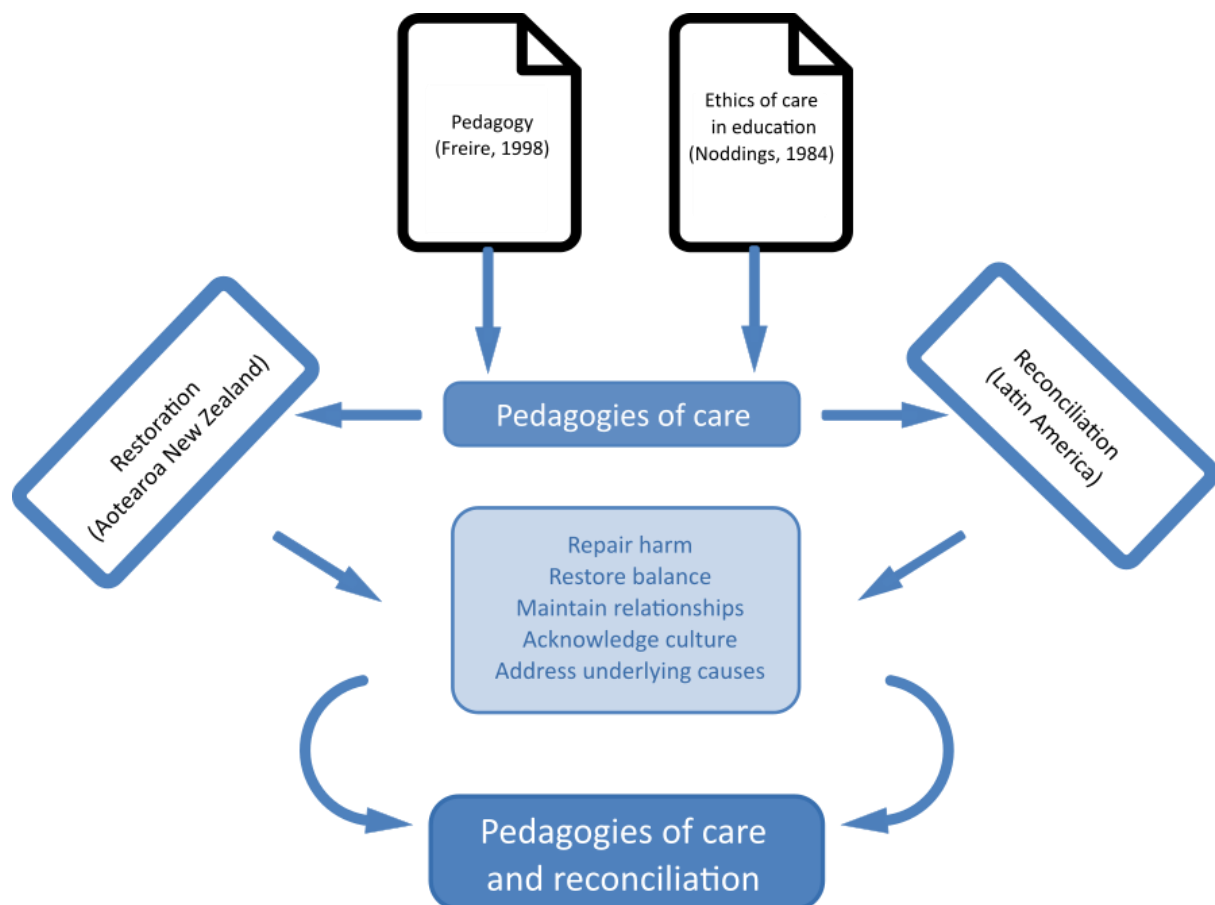 Pedagogy
(Freire, 1998)
Ethics of care
in education
(Noddings, 1984)
Restoration
(Aotearoa New Zealand)
Pedagogies of care
Reconciliation
(Latin America)
Repair harm
Restore balance
Maintain relationships
Acknowledge culture
Address underlying causes
Pedagogies of care
and reconciliation